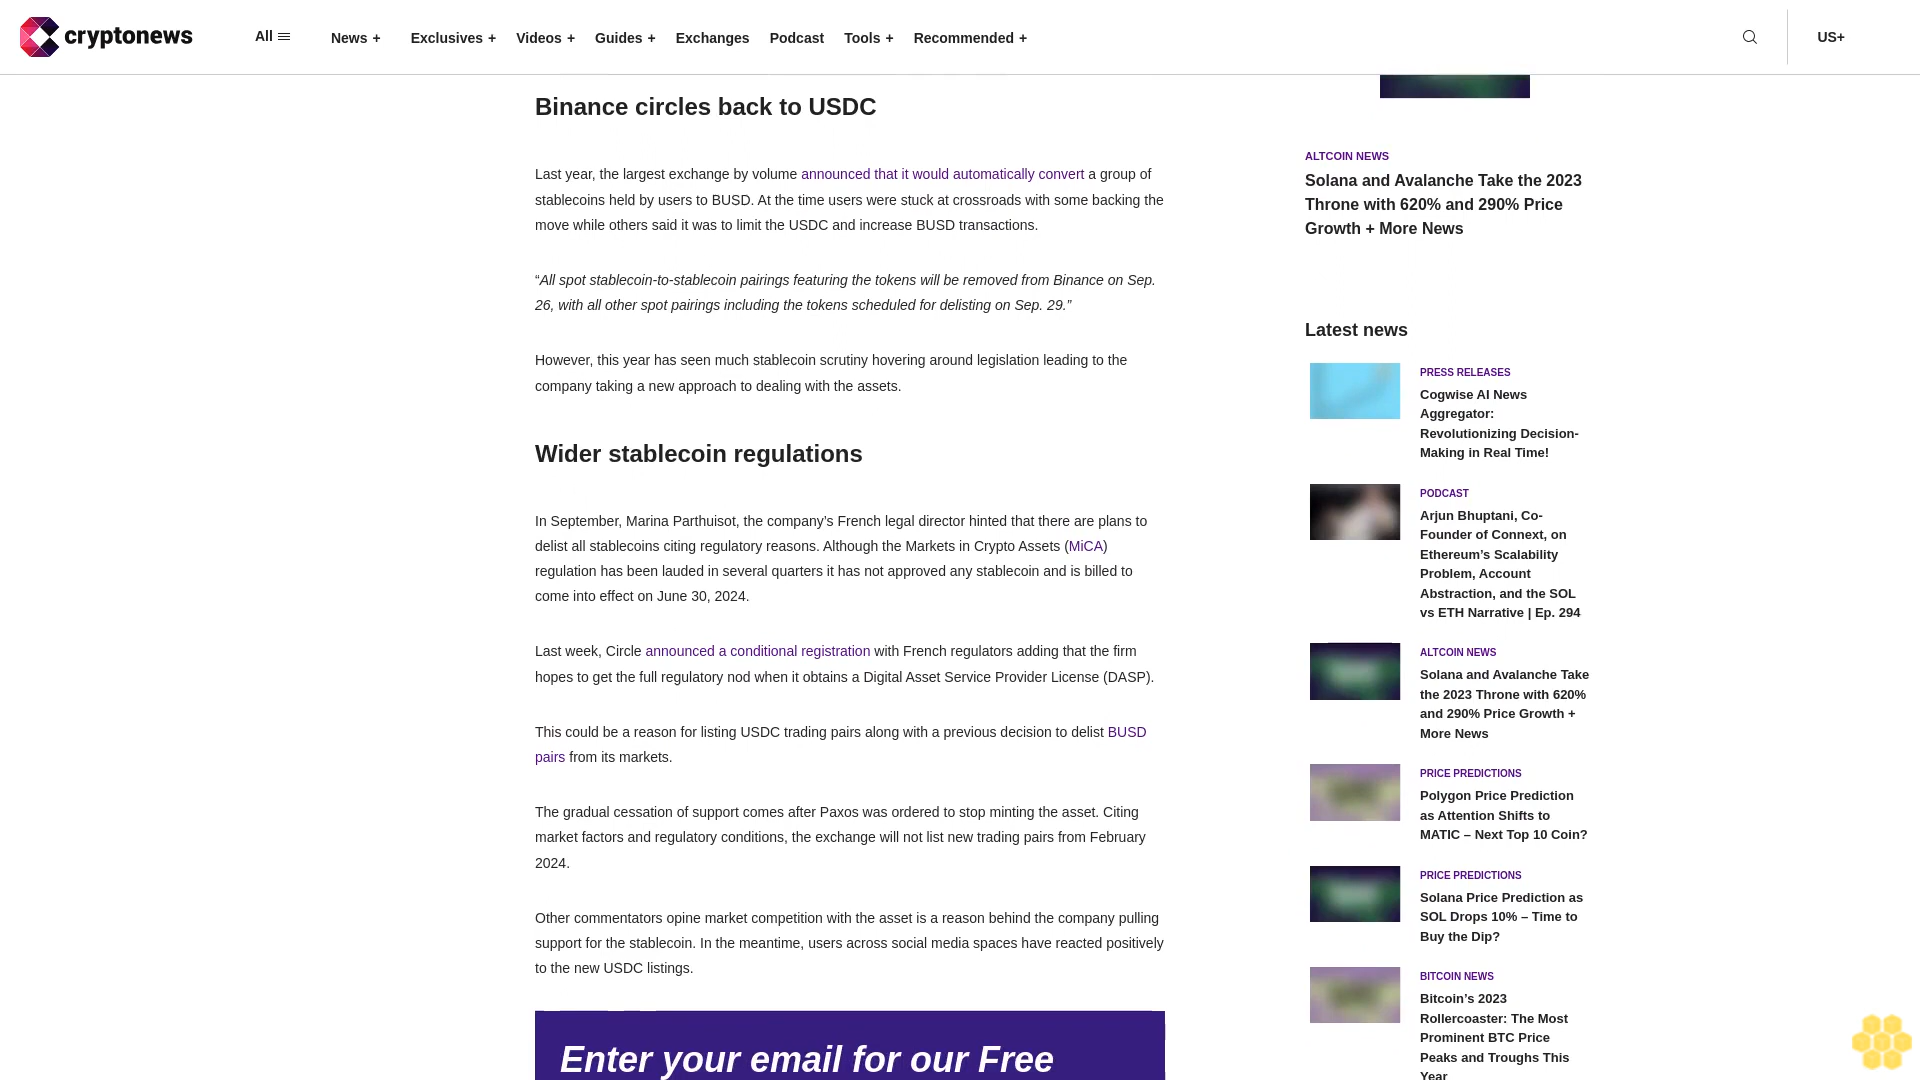 cryptonews
All
News +
Exclusives +
Videos +
Guides +
Exchanges
Podcast
Tools +
Recommended +
US+
Binance circles back to USDC
Last year, the largest exchange by volume announced that it would automatically convert a group of
stablecoins held by users to BUSD. At the time users were stuck at crossroads with some backing the
move while others said it was to limit the USDC and increase BUSD transactions.
“All spot stablecoin-to-stablecoin pairings featuring the tokens will be removed from Binance on Sep.
26, with all other spot pairings including the tokens scheduled for delisting on Sep. 29.”
However, this year has seen much stablecoin scrutiny hovering around legislation leading to the
company taking a new approach to dealing with the assets.
Wider stablecoin regulations
In September, Marina Parthuisot, the company’s French legal director hinted that there are plans to
delist all stablecoins citing regulatory reasons. Although the Markets in Crypto Assets (MiCA)
regulation has been lauded in several quarters it has not approved any stablecoin and is billed to
come into effect on June 30, 2024.
Last week, Circle announced a conditional registration with French regulators adding that the firm
hopes to get the full regulatory nod when it obtains a Digital Asset Service Provider License (DASP).
This could be a reason for listing USDC trading pairs along with a previous decision to delist BUSD
pairs from its markets.
The gradual cessation of support comes after Paxos was ordered to stop minting the asset. Citing
market factors and regulatory conditions, the exchange will not list new trading pairs from February
2024.
Other commentators opine market competition with the asset is a reason behind the company pulling
support for the stablecoin. In the meantime, users across social media spaces have reacted positively
to the new USDC listings.
Enter your email for our Free
ALTCOIN NEWS
Solana and Avalanche Take the 2023
Throne with 620% and 290% Price
Growth + More News
Latest news
PRESS RELEASES
Cogwise AI News
Aggregator:
Revolutionizing Decision-
Making in Real Time!
PODCAST
Arjun Bhuptani, Co-
Founder of Connext, on
Ethereum’s Scalability
Problem, Account
Abstraction, and the SOL
vs ETH Narrative | Ep. 294
ALTCOIN NEWS
Solana and Avalanche Take
the 2023 Throne with 620%
and 290% Price Growth +
More News
PRICE PREDICTIONS
Polygon Price Prediction
as Attention Shifts to
MATIC – Next Top 10 Coin?
PRICE PREDICTIONS
Solana Price Prediction as
SOL Drops 10% – Time to
Buy the Dip?
BITCOIN NEWS
Bitcoin’s 2023
Rollercoaster: The Most
Prominent BTC Price
Peaks and Troughs This
Year